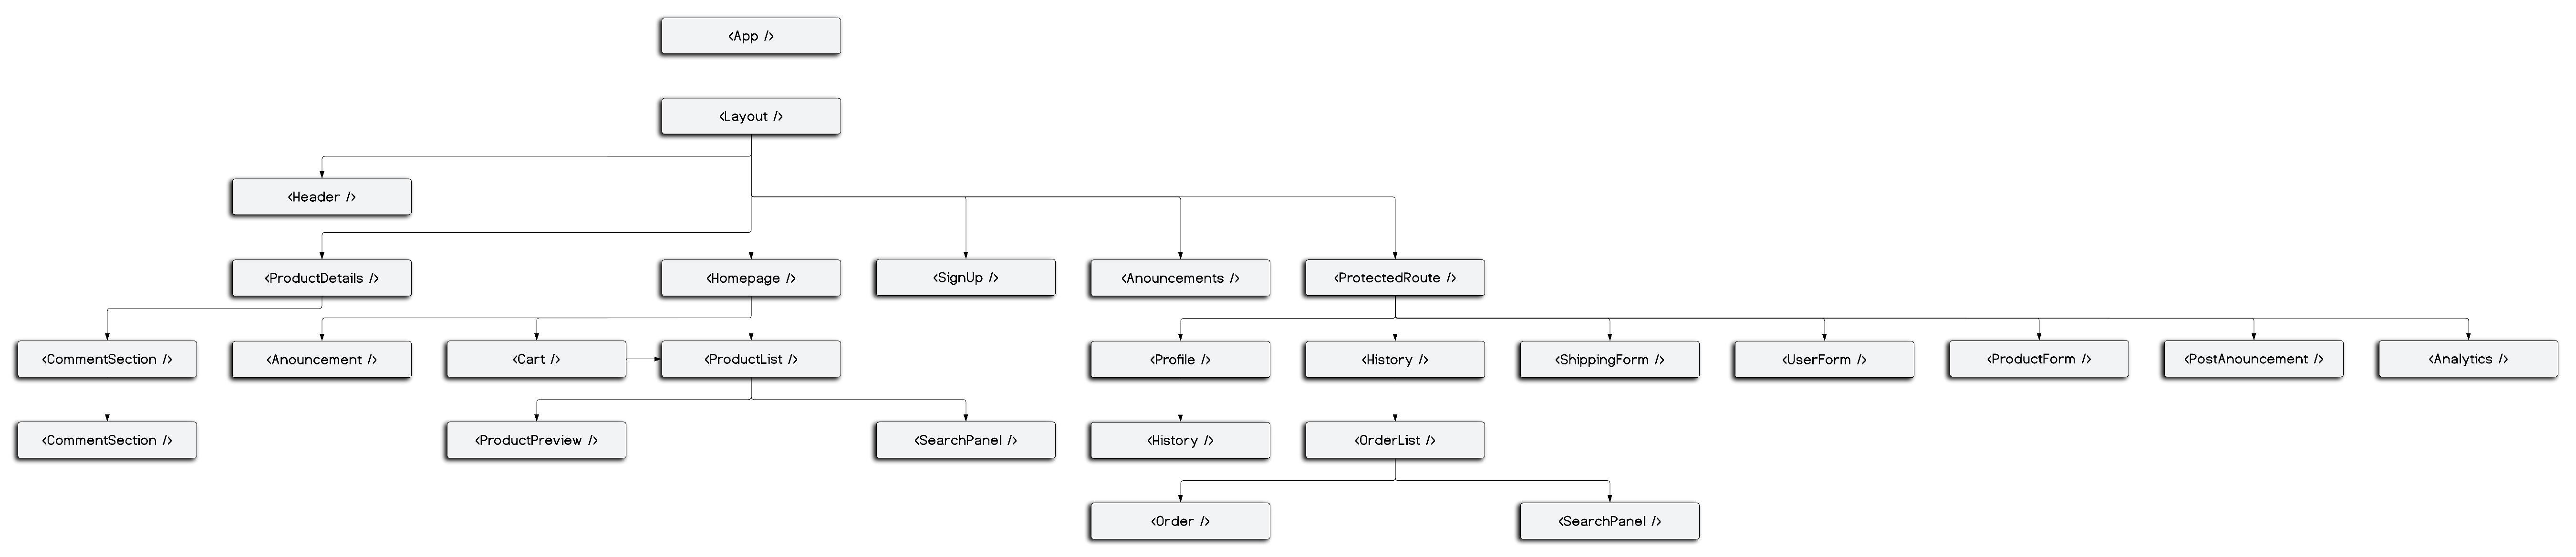 <App />
<Layout />
<Header />
<ProductDetails />
<Homepage />
<SignUp />
<Anouncements />
<ProtectedRoute />
<CommentSection />
<Anouncement />
<Cart />
<ProductList />
<Profile />
<History />
<ShippingForm />
<UserForm />
<ProductForm />
<PostAnouncement />
<Analytics />
<CommentSection />
<ProductPreview />
<SearchPanel />
<History />
<OrderList />
<Order />
<SearchPanel />